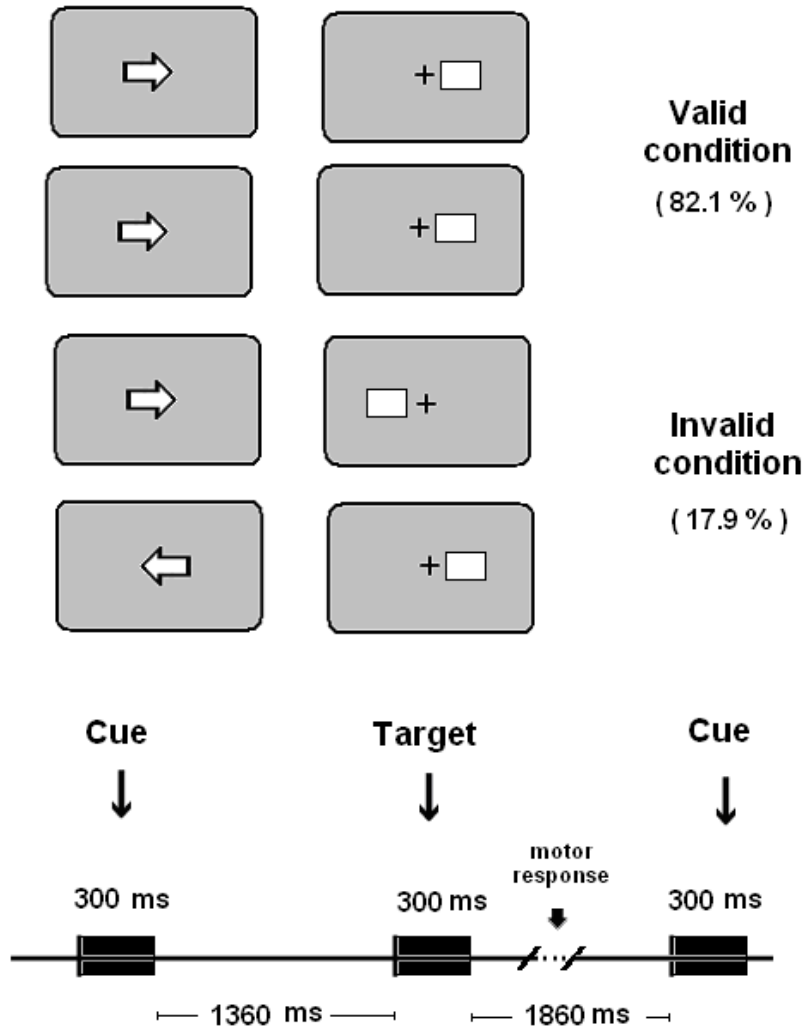 Valid
condition
( 82.1 % )
Invalid
condition
( 17.9 % )
Cue
Target
Cue
motor
response
300 ms
300 ms
300 ms
1360 ms
1860 ms